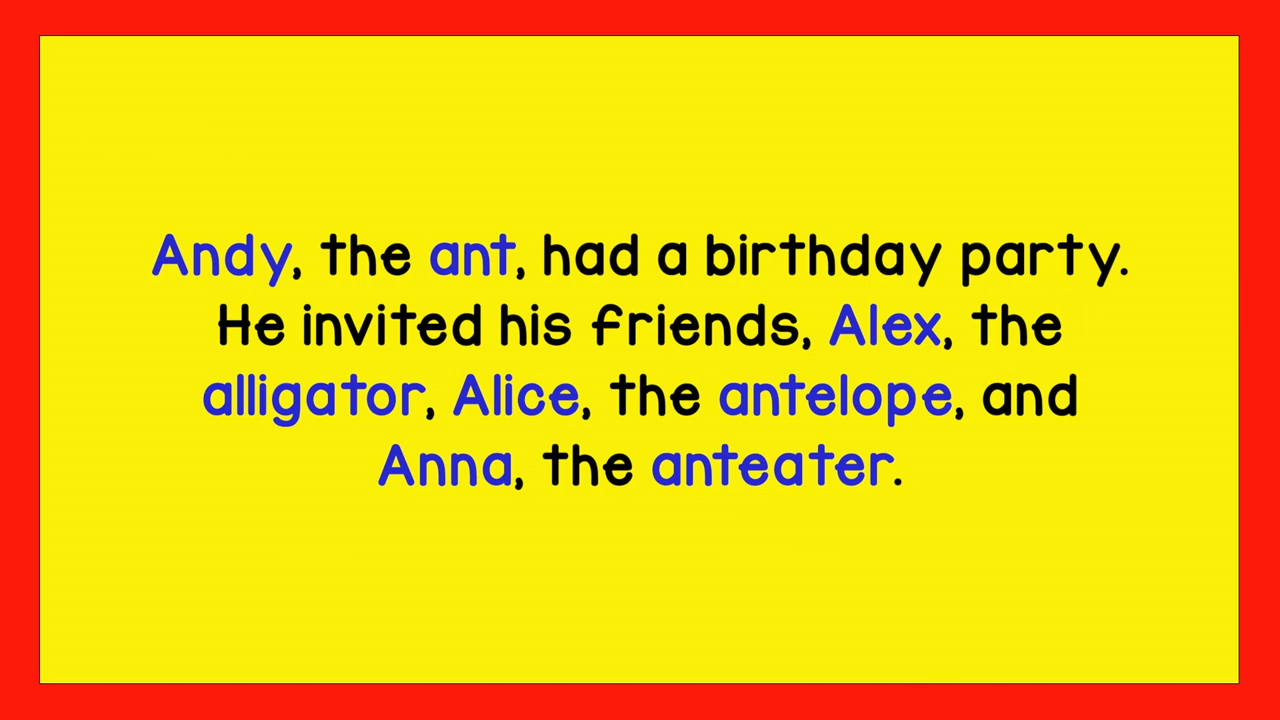 Andy, the ant, had a birthday party.
He invited his friends, Alex, the
alligator, Alice, the antelope, and
Anna, the anteater.